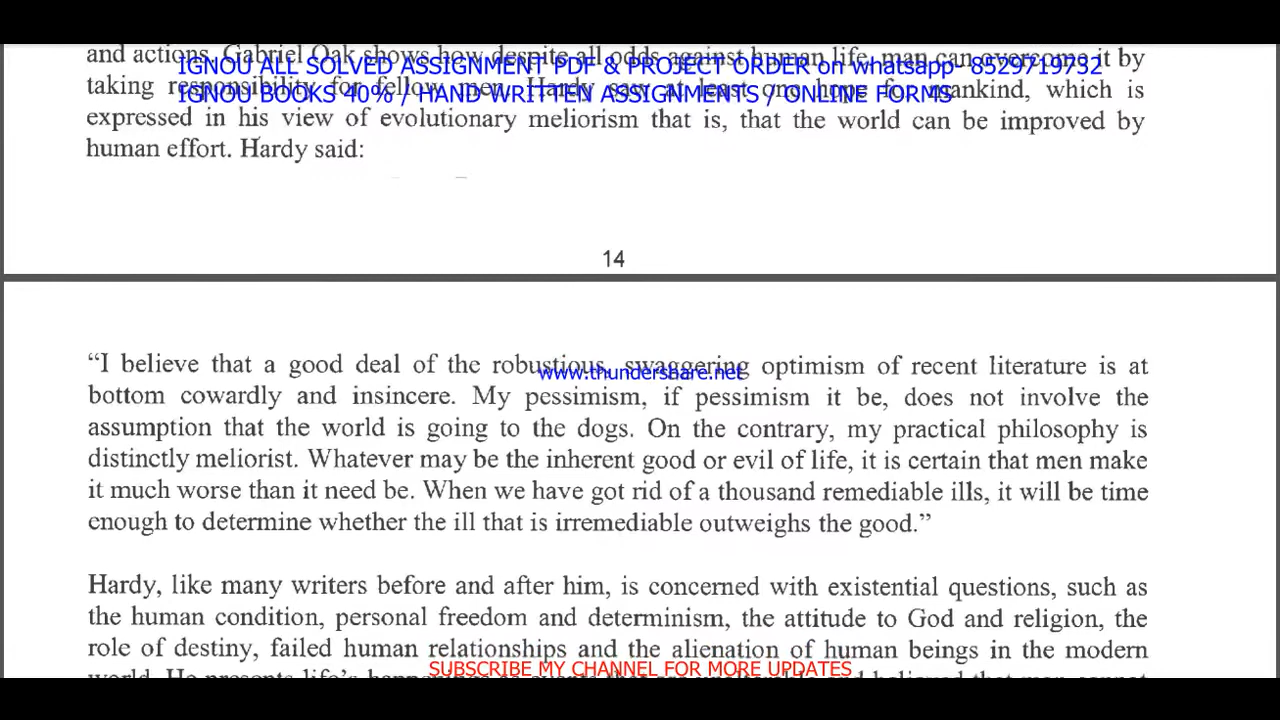 and actions. Gabriel Oak shows how despite all odds against human life, man can overcome it by
IGNOU ALL SOLVED ASSIGNMENT PDF & PROJECT ORDER on whatsapp- 8529719732
taking responsibility for fellow men. Hardy saw at least one hope for mankind, which is
IGNOU BOOKS 40% / HAND WRITTEN ASSIGNMENTS / ONLINE FORMS
expressed in his view of evolutionary meliorism that is, that the world can be improved by
human effort. Hardy said:
14
“I believe that a good deal of the robustious, swaggering optimism of recent literature is at
www.thundershare.net
bottom cowardly and insincere. My pessimism, if pessimism it be, does not involve the
assumption that the world is going to the dogs. On the contrary, my practical philosophy is
distinctly meliorist. Whatever may be the inherent good or evil of life, it is certain that men make
it much worse than it need be. When we have got rid of a thousand remediable ills, it will be time
enough to determine whether the ill that is irremediable outweighs the good.”
Hardy, like many writers before and after him, is concerned with existential questions, such as
the human condition, personal freedom and determinism, the attitude to God and religion, the
role of destiny, failed human relationships and the alienation of human beings in the modern
SUBSCRIBE MY CHANNEL FOR MORE UPDATES
world. He presents life's and believed that man cannot